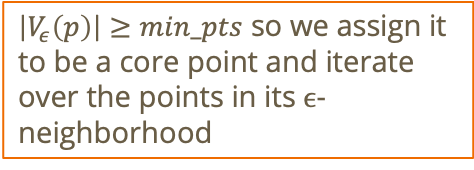 |V_ϵ(p)| ≥ min_pts so we assign it
to be a core point and iterate
over the points in its ϵ-
neighborhood